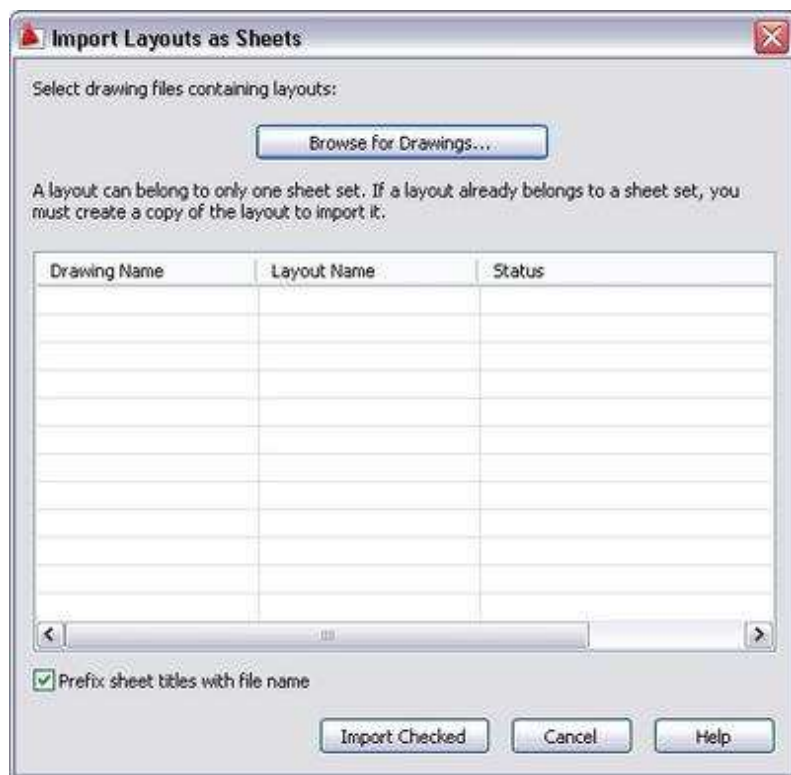 Import Layouts as Sheets
Select drawing files containing layouts:
Browse for Drawings...
A layout can belong to only one sheet set. If a layout already belongs to a sheet set, you
must create a copy of the layout to import it.
Drawing Name Layout Name Status
Prefix sheet titles with file name
Import Checked Cancel Help